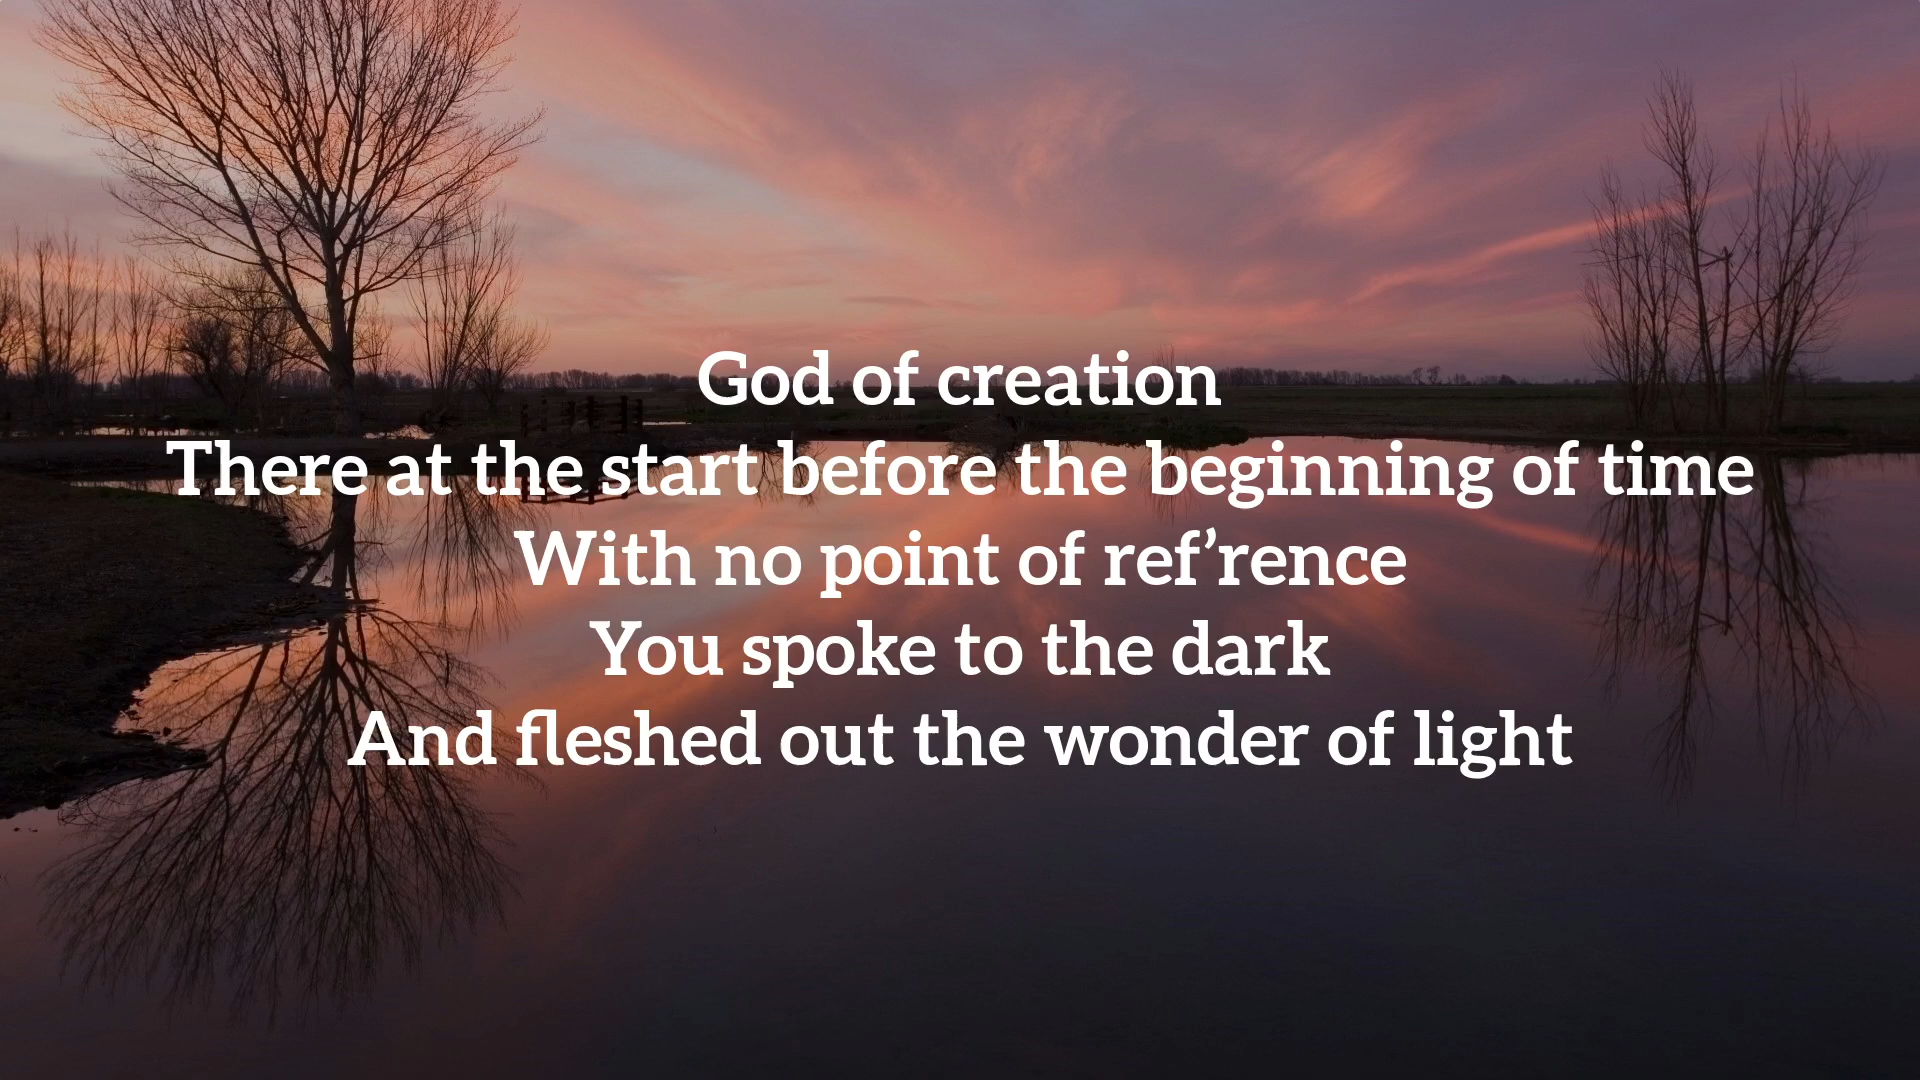 God of creation
There at the start before the beginning of time
With no point of ref’rence
You spoke to the dark
And fleshed out the wonder of light